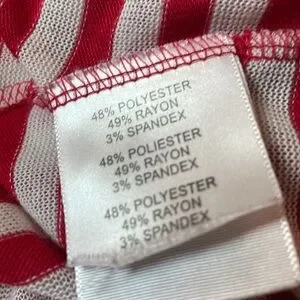 48% POLYESTER
49% RAYON
3% SPANDEX
48% POLIESTER
49% RAYON
3% SPANDEX
48% POLYESTER
49% RAYON
3% SPANDEX